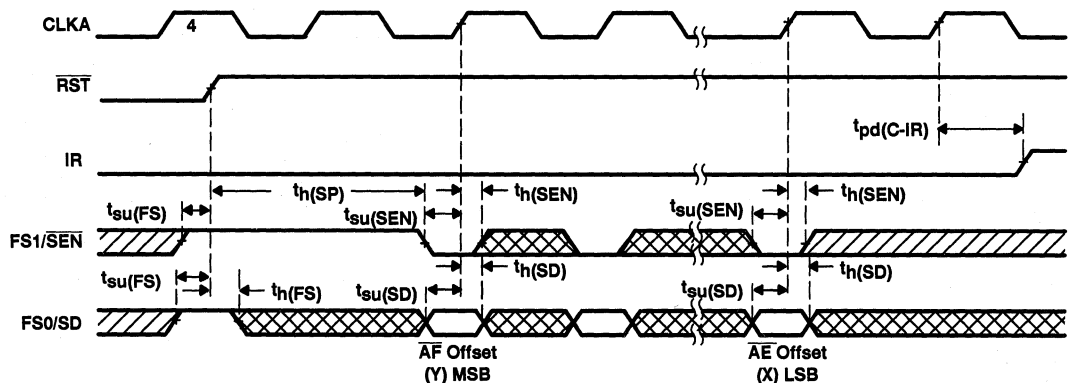 CLKA
4
RST
tpd(C-IR)
IR
th(SP)
th(SEN)
th(SEN)
tsu(FS)
tsu(SEN)
tsu(SEN)
FS1/SEN
th(SD)
th(SD)
tsu(FS)
th(FS)
tsu(SD)
tsu(SD)
FS0/SD
AF Offset
(Y) MSB
AE Offset
(X) LSB